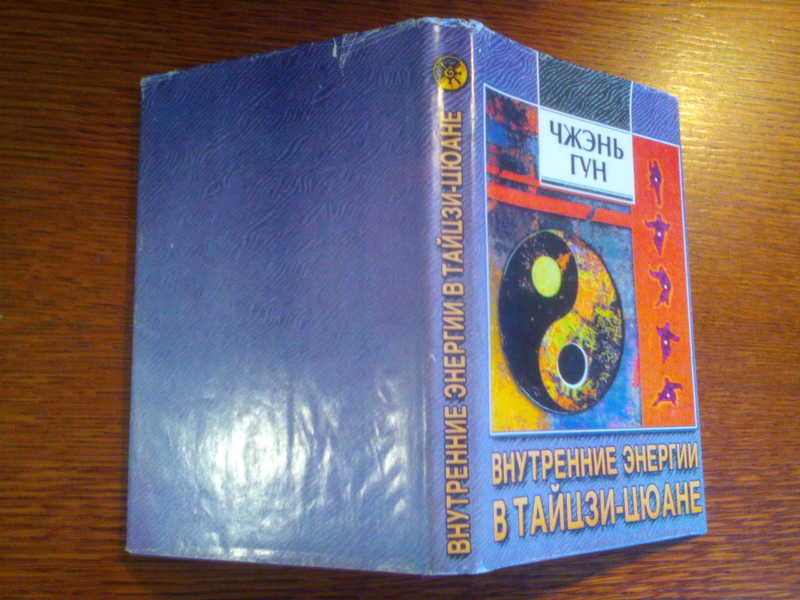 ВНУТРЕННИЕ ЭНЕРГИИ В ТАЙЦЗИ-ЦЮАНЕ
ЧЖЭНЬ
ГУН
ВНУТРЕННИЕ ЭНЕРГИИ
В ТАЙЦЗИ-ЦЮАНЕ